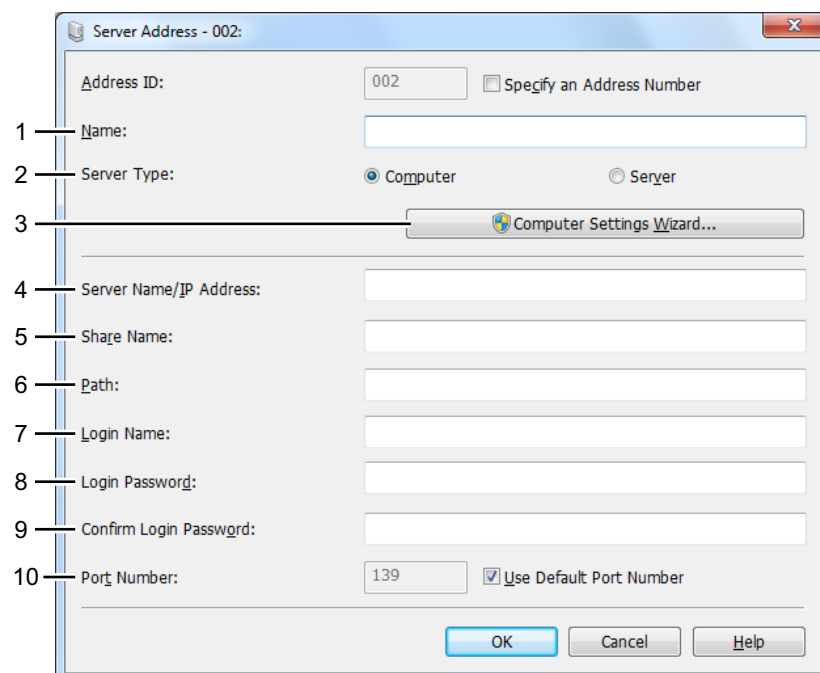 Server Address - 002:
Address ID: 002 Specify an Address Number
1 Name:
2 Server Type: Computer Server
3 Computer Settings Wizard...
4 Server Name/IP Address:
5 Share Name:
6 Path:
7 Login Name:
8 Login Password:
9 Confirm Login Password:
10 Port Number: 139 Use Default Port Number
OK Cancel Help